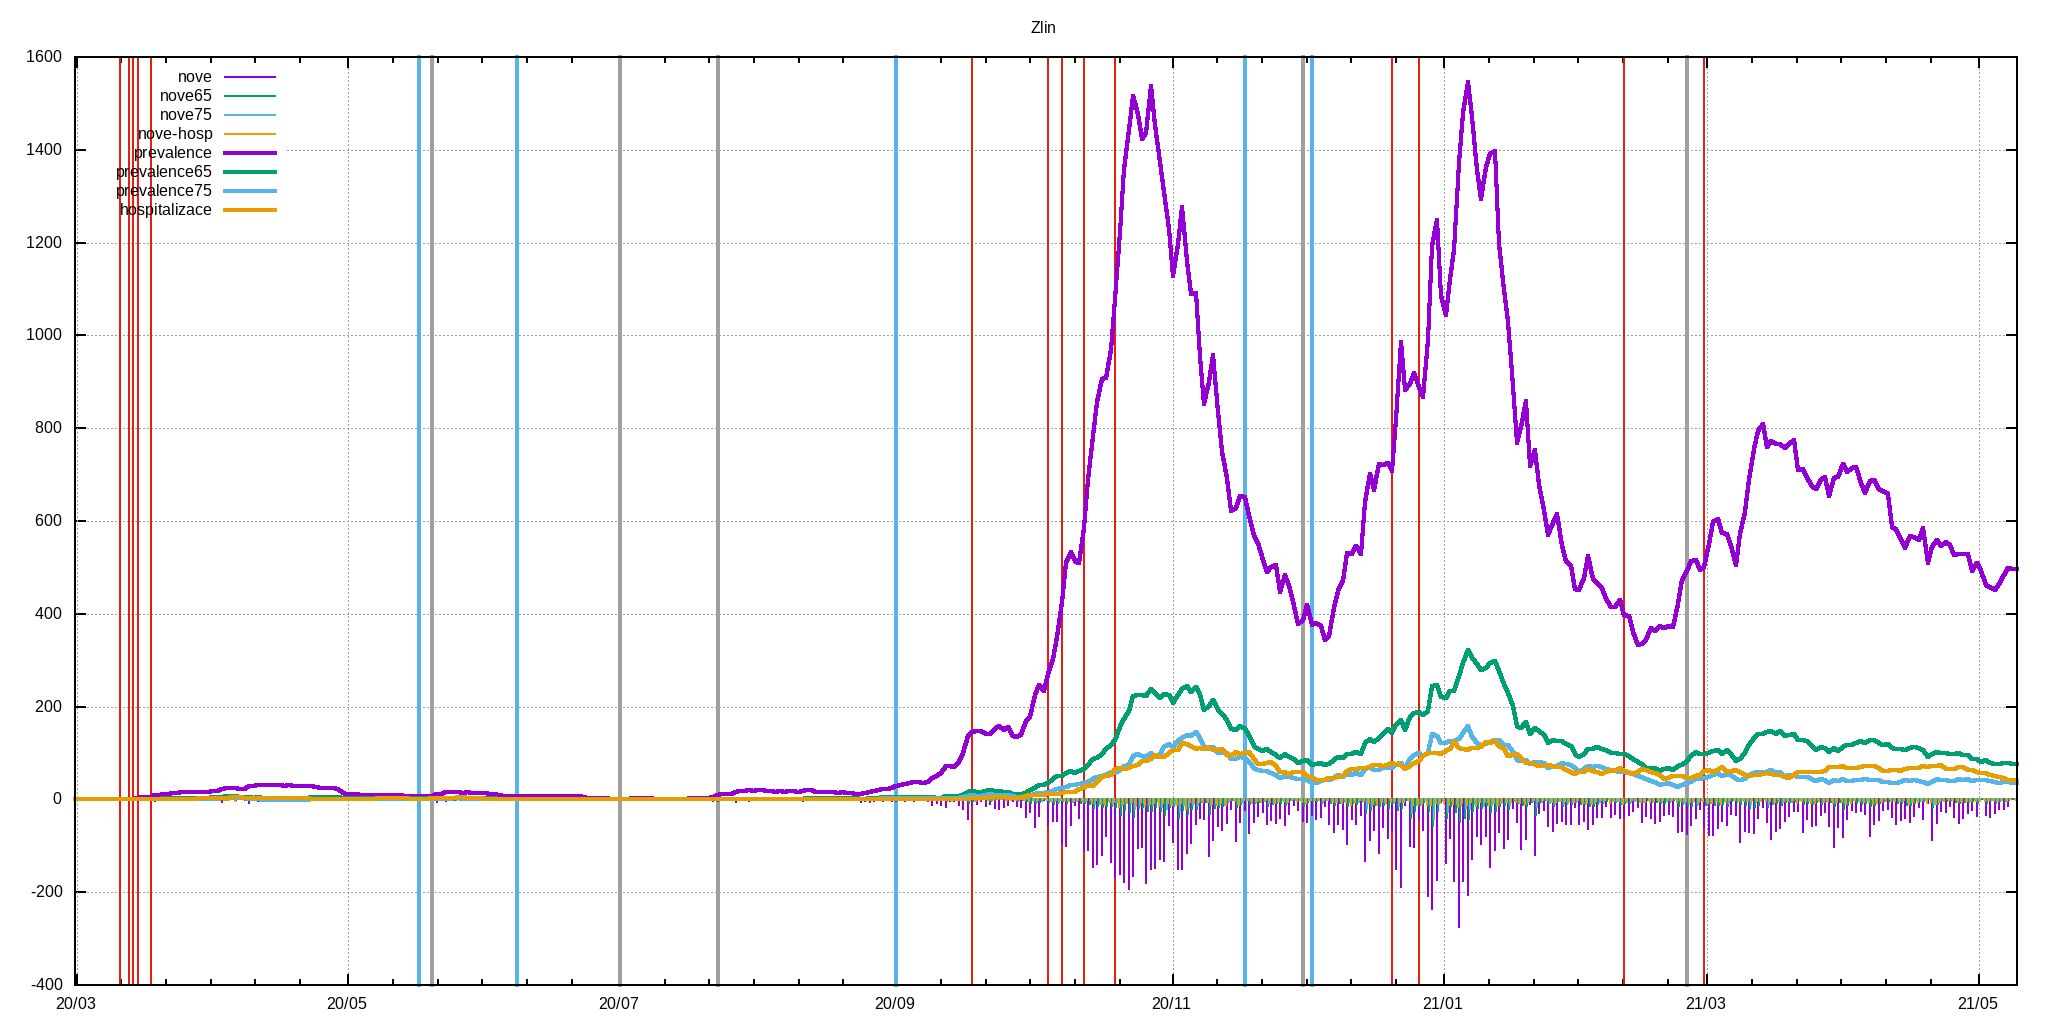 Zlin
1600
1400
1200
1000
800
600
400
200
0
-200
-400
nove
nove65
nove75
nove-hosp
prevalence
prevalence65
prevalence75
hospitalizace
20/03 20/05 20/07 20/09 20/11 21/01 21/03 21/05